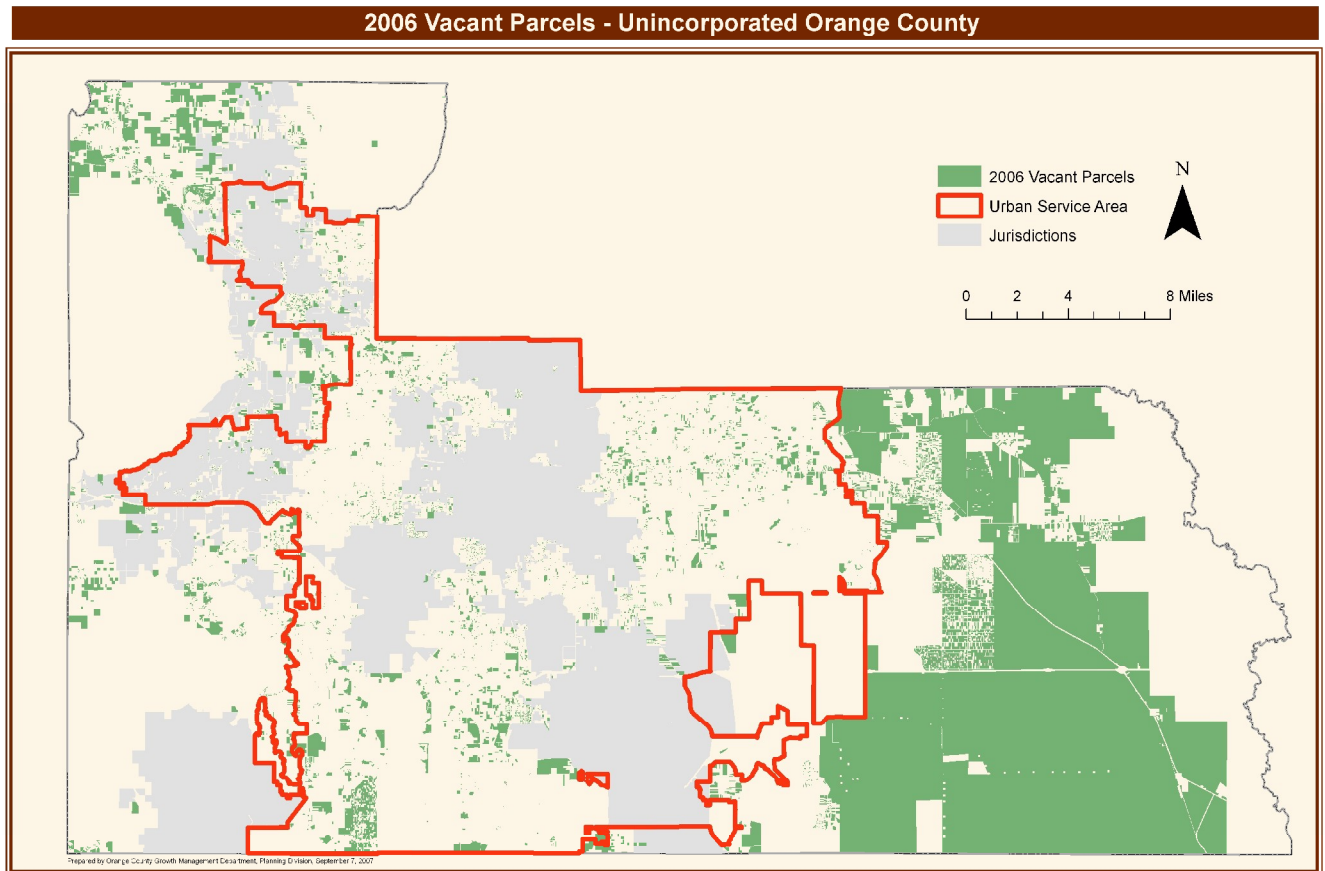 2006 Vacant Parcels - Unincorporated Orange County
2006 Vacant Parcels
Urban Service Area
Jurisdictions
N
0 2 4 8 Miles
Prepared by Orange County Growth Management Department, Planning Division, September 7, 2007